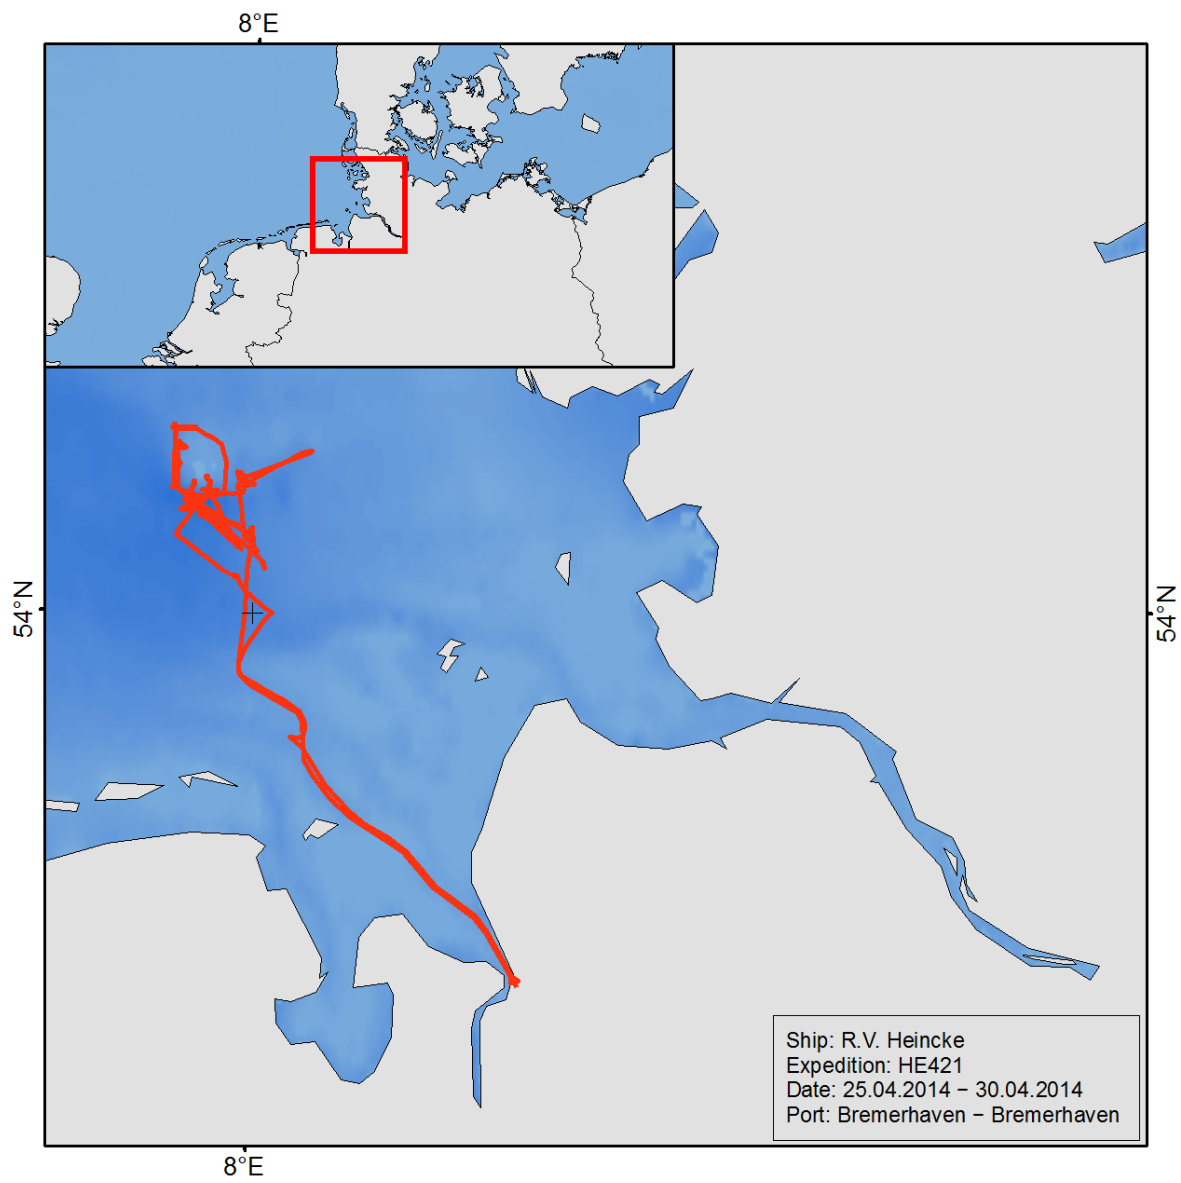 8°E
54°N
54°N
Ship: R.V. Heincke
Expedition: HE421
Date: 25.04.2014 − 30.04.2014
Port: Bremerhaven − Bremerhaven
8°E